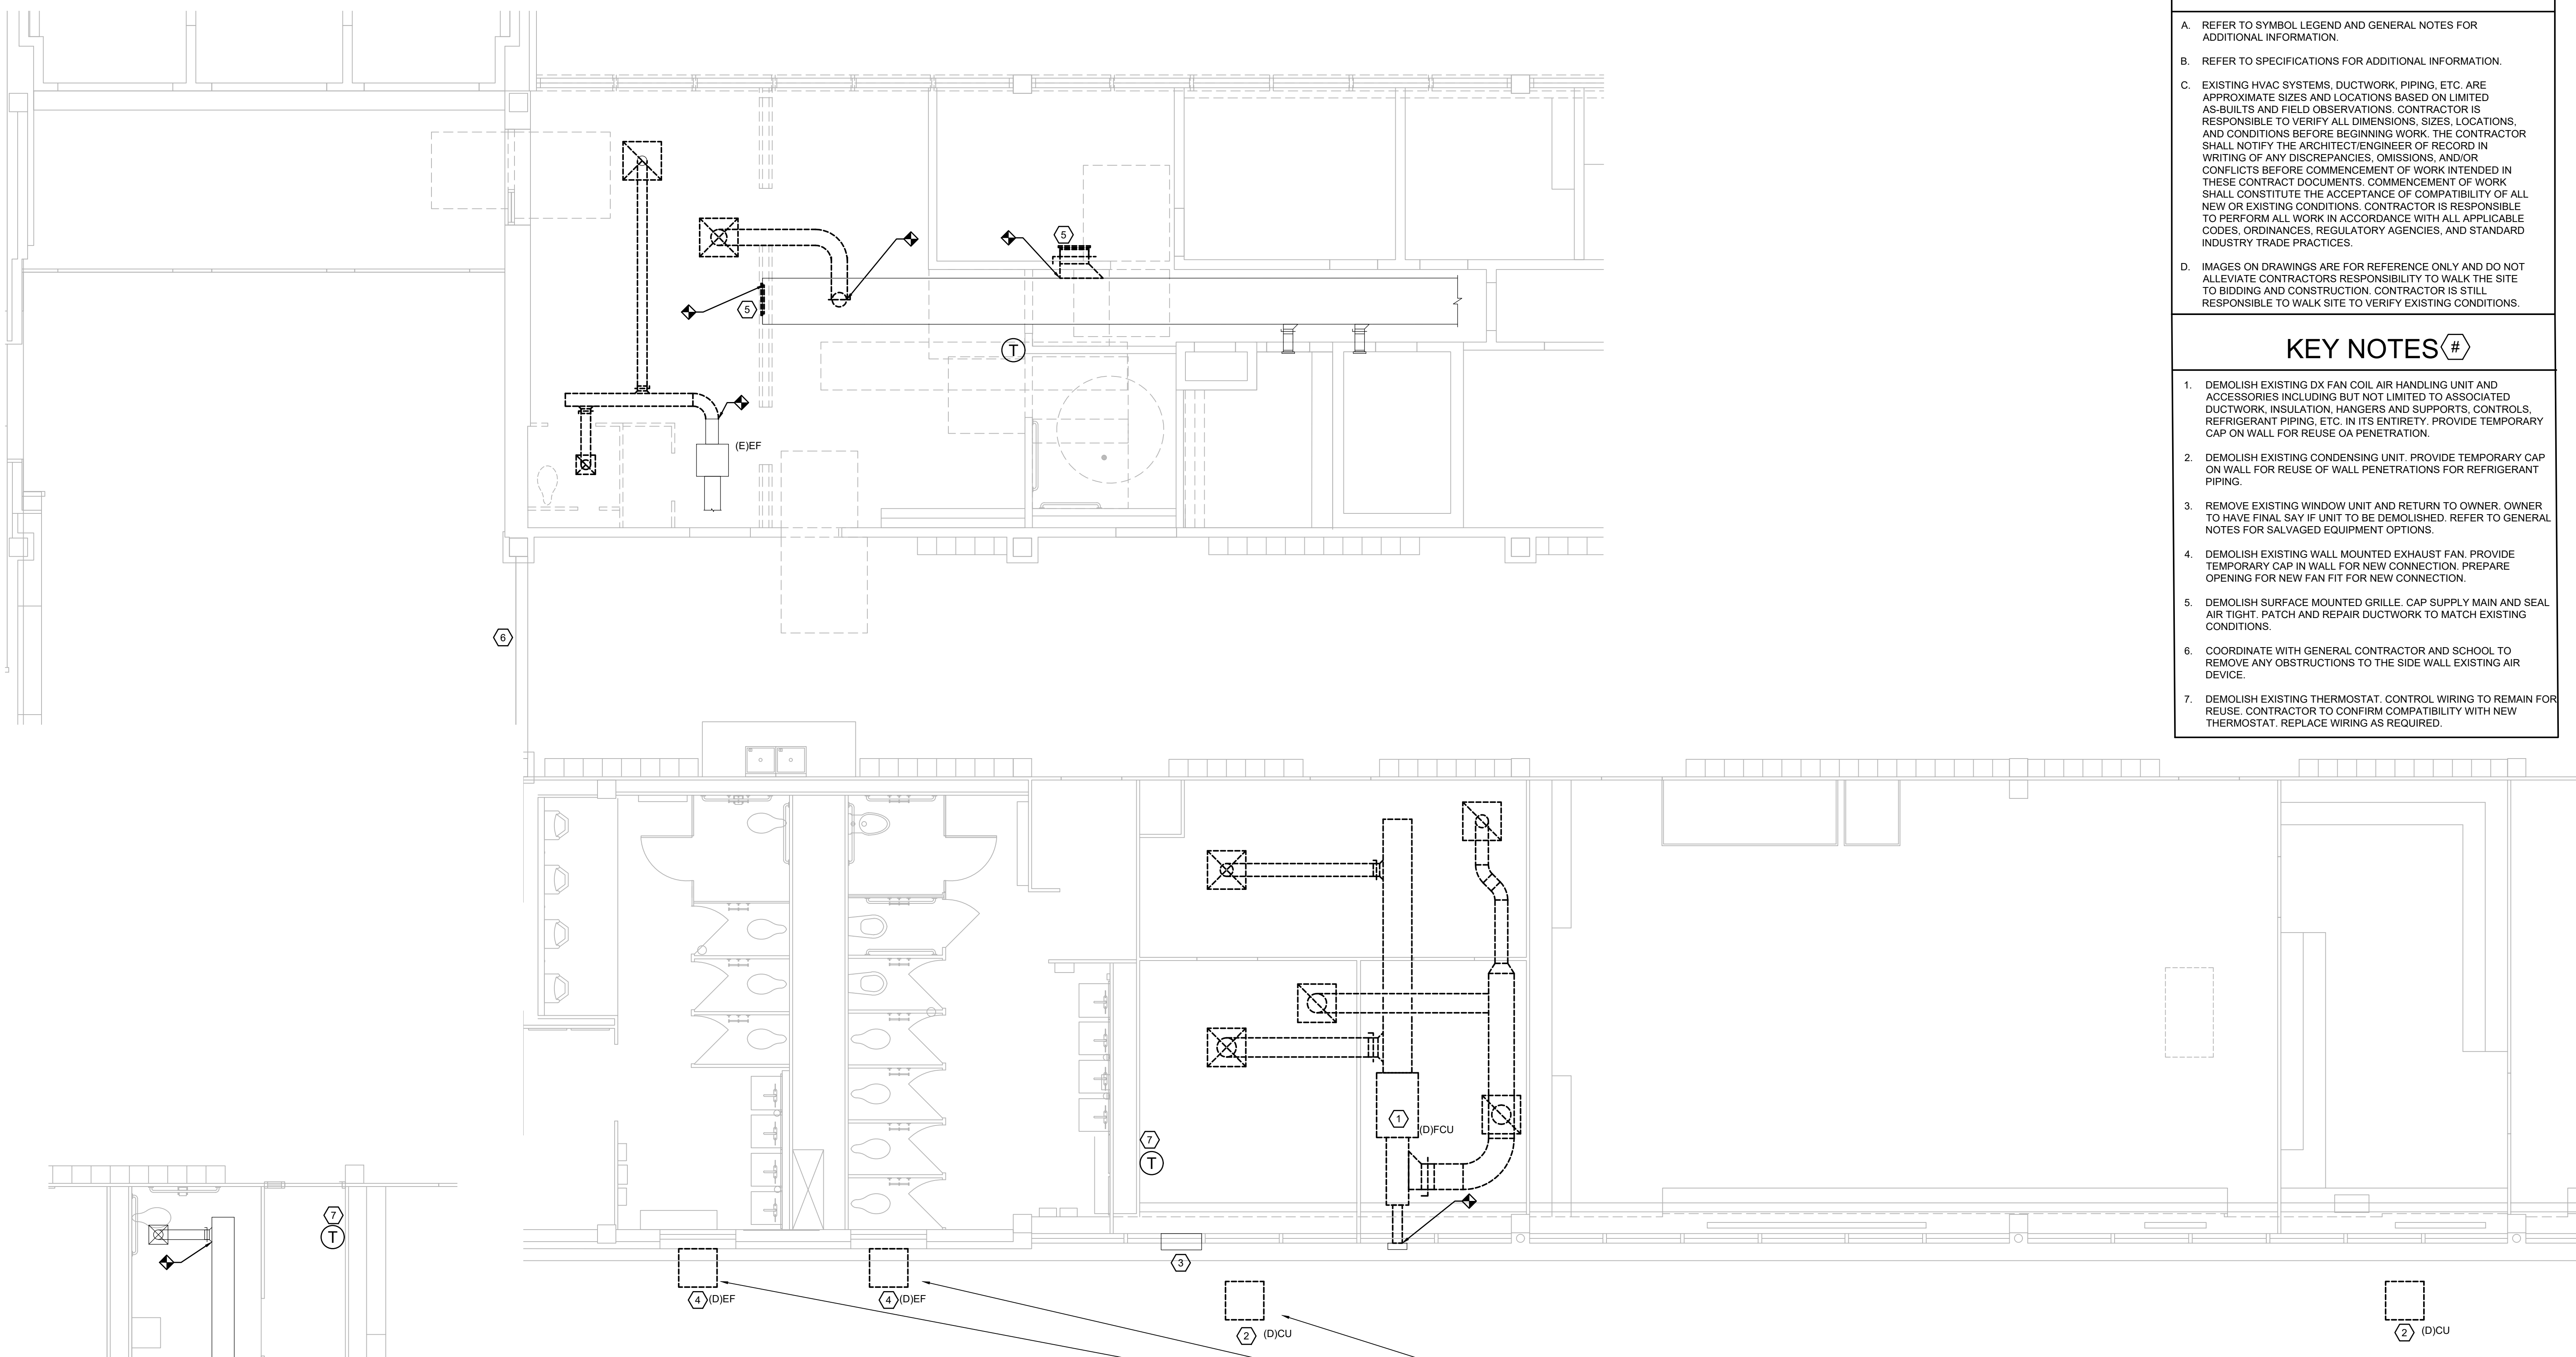 A. REFER TO SYMBOL LEGEND AND GENERAL NOTES FOR
ADDITIONAL INFORMATION.
B. REFER TO SPECIFICATIONS FOR ADDITIONAL INFORMATION.
C. EXISTING HVAC SYSTEMS, DUCTWORK, PIPING, ETC. ARE
APPROXIMATE SIZES AND LOCATIONS BASED ON LIMITED
AS-BUILTS AND FIELD OBSERVATIONS. CONTRACTOR IS
RESPONSIBLE TO VERIFY ALL DIMENSIONS, SIZES, LOCATIONS,
AND CONDITIONS BEFORE BEGINNING WORK. THE CONTRACTOR
SHALL NOTIFY THE ARCHITECT/ENGINEER OF RECORD IN
WRITING OF ANY DISCREPANCIES, OMISSIONS, AND/OR
CONFLICTS BEFORE COMMENCEMENT OF WORK INTENDED IN
THESE CONTRACT DOCUMENTS. COMMENCEMENT OF WORK
SHALL CONSTITUTE THE ACCEPTANCE OF COMPATIBILITY OF ALL
NEW OR EXISTING CONDITIONS. CONTRACTOR IS RESPONSIBLE
TO PERFORM ALL WORK IN ACCORDANCE WITH ALL APPLICABLE
CODES, ORDINANCES, REGULATORY AGENCIES, AND STANDARD
INDUSTRY TRADE PRACTICES.
D. IMAGES ON DRAWINGS ARE FOR REFERENCE ONLY AND DO NOT
ALLEVIATE CONTRACTORS RESPONSIBILITY TO WALK THE SITE
TO BIDDING AND CONSTRUCTION. CONTRACTOR IS STILL
RESPONSIBLE TO WALK SITE TO VERIFY EXISTING CONDITIONS.
KEY NOTES #
1. DEMOLISH EXISTING DX FAN COIL AIR HANDLING UNIT AND
ACCESSORIES INCLUDING BUT NOT LIMITED TO ASSOCIATED
DUCTWORK, INSULATION, HANGERS AND SUPPORTS, CONTROLS,
REFRIGERANT PIPING, ETC. IN ITS ENTIRETY. PROVIDE TEMPORARY
CAP ON WALL FOR REUSE OA PENETRATION.
2. DEMOLISH EXISTING CONDENSING UNIT. PROVIDE TEMPORARY CAP
ON WALL FOR REUSE OF WALL PENETRATIONS FOR REFRIGERANT
PIPING.
3. REMOVE EXISTING WINDOW UNIT AND RETURN TO OWNER. OWNER
TO HAVE FINAL SAY IF UNIT TO BE DEMOLISHED. REFER TO GENERAL
NOTES FOR SALVAGED EQUIPMENT OPTIONS.
4. DEMOLISH EXISTING WALL MOUNTED EXHAUST FAN. PROVIDE
TEMPORARY CAP IN WALL FOR NEW CONNECTION. PREPARE
OPENING FOR NEW FAN FIT FOR NEW CONNECTION.
5. DEMOLISH SURFACE MOUNTED GRILLE. CAP SUPPLY MAIN AND SEAL
AIR TIGHT. PATCH AND REPAIR DUCTWORK TO MATCH EXISTING
CONDITIONS.
6. COORDINATE WITH GENERAL CONTRACTOR AND SCHOOL TO
REMOVE ANY OBSTRUCTIONS TO THE SIDE WALL EXISTING AIR
DEVICE.
7. DEMOLISH EXISTING THERMOSTAT. CONTROL WIRING TO REMAIN FOR
REUSE. CONTRACTOR TO CONFIRM COMPATIBILITY WITH NEW
THERMOSTAT. REPLACE WIRING AS REQUIRED.
5
5
T
(E)EF
6
1
(D)FCU
7
T
7
T
3
4 (D)EF
4 (D)EF
2 (D)CU
2 (D)CU